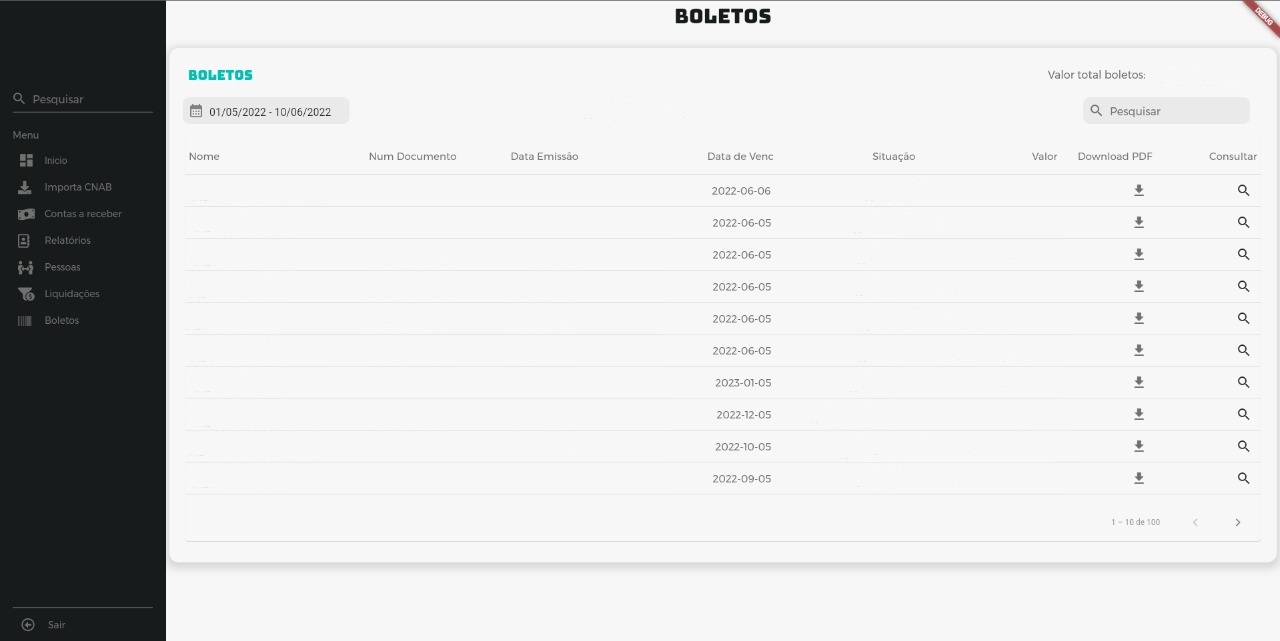 BOLETOS
DEBUG
Pesquisar
Menu
Inicio
Importa CNAB
Contas a receber
Relatórios
Pessoas
Liquidações
Boletos
Sair
BOLETOS
Valor total boletos:
01/05/2022 - 10/06/2022
Pesquisar
Nome Num Documento Data Emissão Data de Venc Situação Valor Download PDF Consultar
2022-06-06
2022-06-05
2022-06-05
2022-06-05
2022-06-05
2022-06-05
2023-01-05
2022-12-05
2022-10-05
2022-09-05
1 – 10 de 100